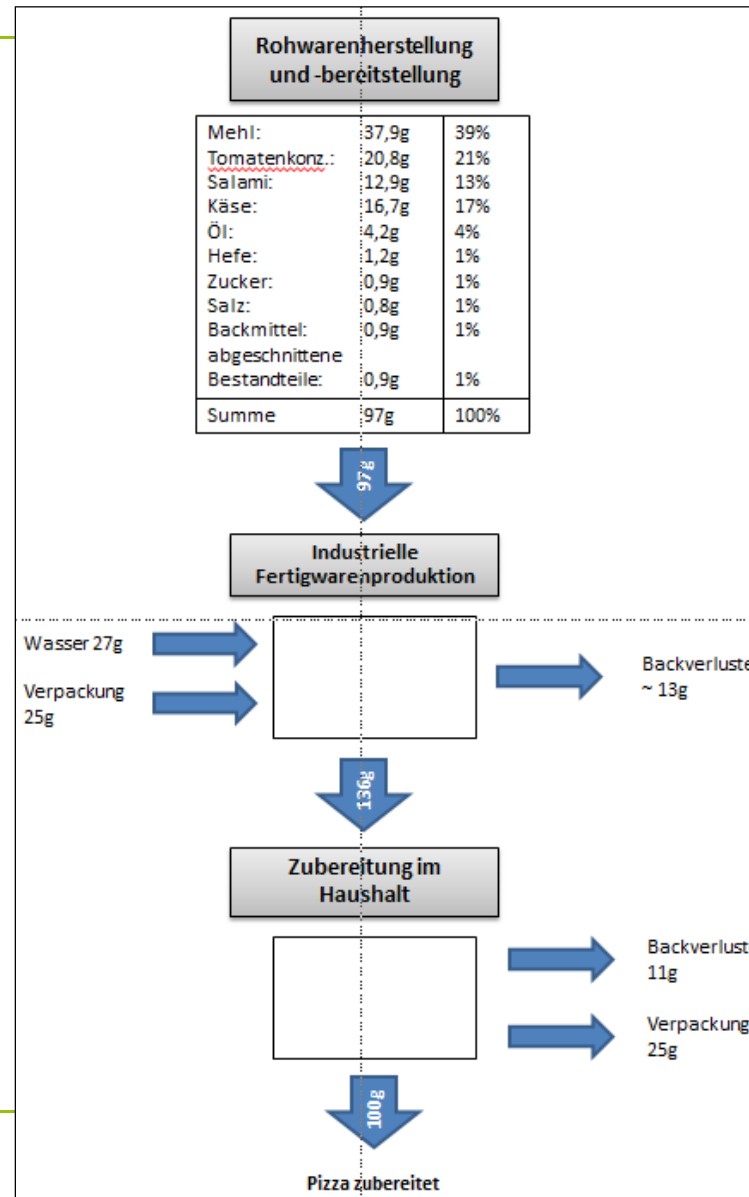 Rohwarenherstellung
und -bereitstellung
Mehl: 37,9g 39%
Tomatenkonz.: 20,8g 21%
Salami: 12,9g 13%
Käse: 16,7g 17%
Öl: 4,2g 4%
Hefe: 1,2g 1%
Zucker: 0,9g 1%
Salz: 0,8g 1%
Backmittel: 0,9g 1%
abgeschnittene
Bestandteile: 0,9g 1%
Summe 97g 100%
97g
Industrielle
Fertigwarenproduktion
Wasser 27g
Verpackung
25g
Backverluste
~ 13g
136g
Zubereitung im
Haushalt
Backverluste
11g
Verpackung
25g
100g
Pizza zubereitet